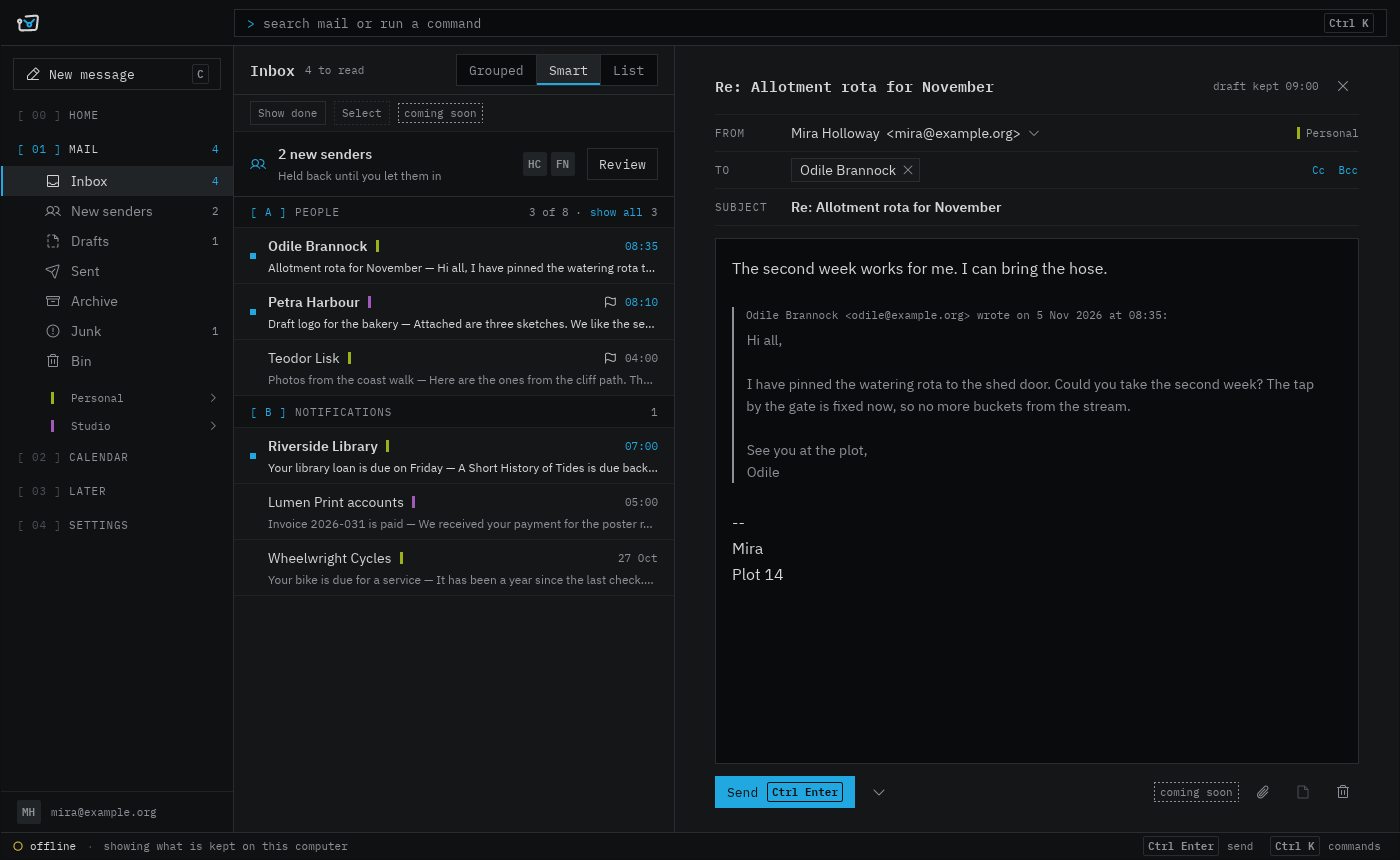 > search mail or run a command Ctrl K
New message C
[ 00 ] HOME
[ 01 ] MAIL 4
Inbox 4
New senders 2
Drafts 1
Sent
Archive
Junk 1
Bin
Personal
Studio
[ 02 ] CALENDAR
[ 03 ] LATER
[ 04 ] SETTINGS
MH mira@example.org
Inbox 4 to read Grouped Smart List
Show done Select coming soon
2 new senders
Held back until you let them in
HC FN Review
[ A ] PEOPLE 3 of 8 · show all 3
Odile Brannock 08:35
Allotment rota for November — Hi all, I have pinned the watering rota t…
Petra Harbour 08:10
Draft logo for the bakery — Attached are three sketches. We like the se…
Teodor Lisk 04:00
Photos from the coast walk — Here are the ones from the cliff path. Th…
[ B ] NOTIFICATIONS 1
Riverside Library 07:00
Your library loan is due on Friday — A Short History of Tides is due back…
Lumen Print accounts 05:00
Invoice 2026-031 is paid — We received your payment for the poster r…
Wheelwright Cycles 27 Oct
Your bike is due for a service — It has been a year since the last check.…
Re: Allotment rota for November draft kept 09:00
FROM Mira Holloway <mira@example.org> Personal
TO Odile Brannock Cc Bcc
SUBJECT Re: Allotment rota for November
The second week works for me. I can bring the hose.
Odile Brannock <odile@example.org> wrote on 5 Nov 2026 at 08:35:
Hi all,
I have pinned the watering rota to the shed door. Could you take the second week? The tap
by the gate is fixed now, so no more buckets from the stream.
See you at the plot,
Odile
--
Mira
Plot 14
Send Ctrl Enter coming soon
offline · showing what is kept on this computer Ctrl Enter send Ctrl K commands